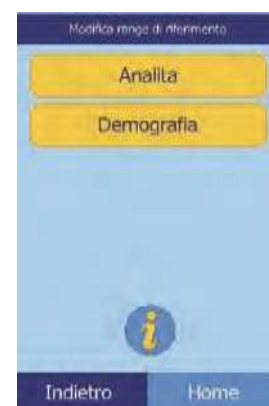 Modifica range di riferimento
Analita
Demografia
i
Indietro
Home